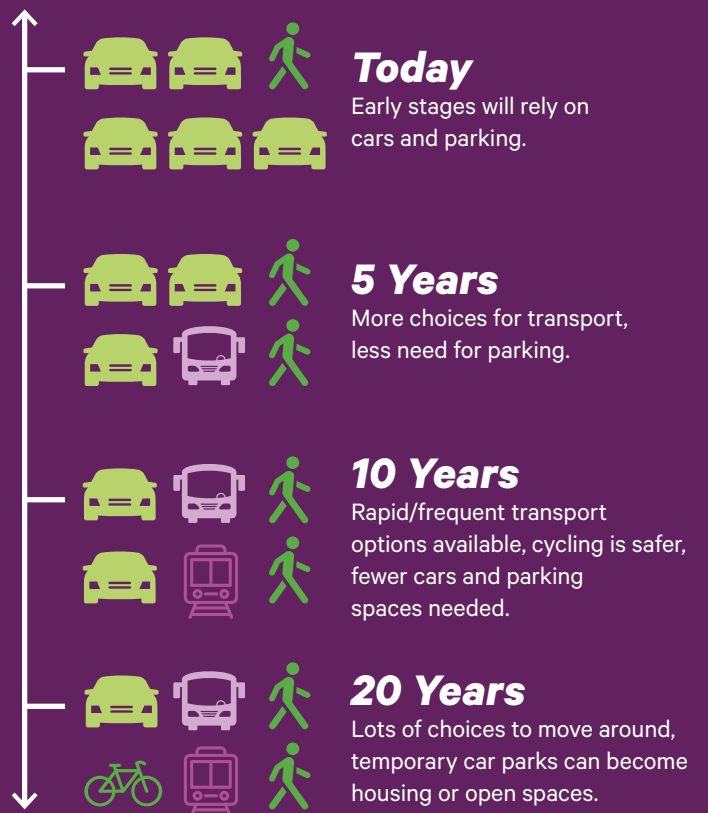 Today
Early stages will rely on
cars and parking.
5 Years
More choices for transport,
less need for parking.
10 Years
Rapid/frequent transport
options available, cycling is safer,
fewer cars and parking
spaces needed.
20 Years
Lots of choices to move around,
temporary car parks can become
housing or open spaces.